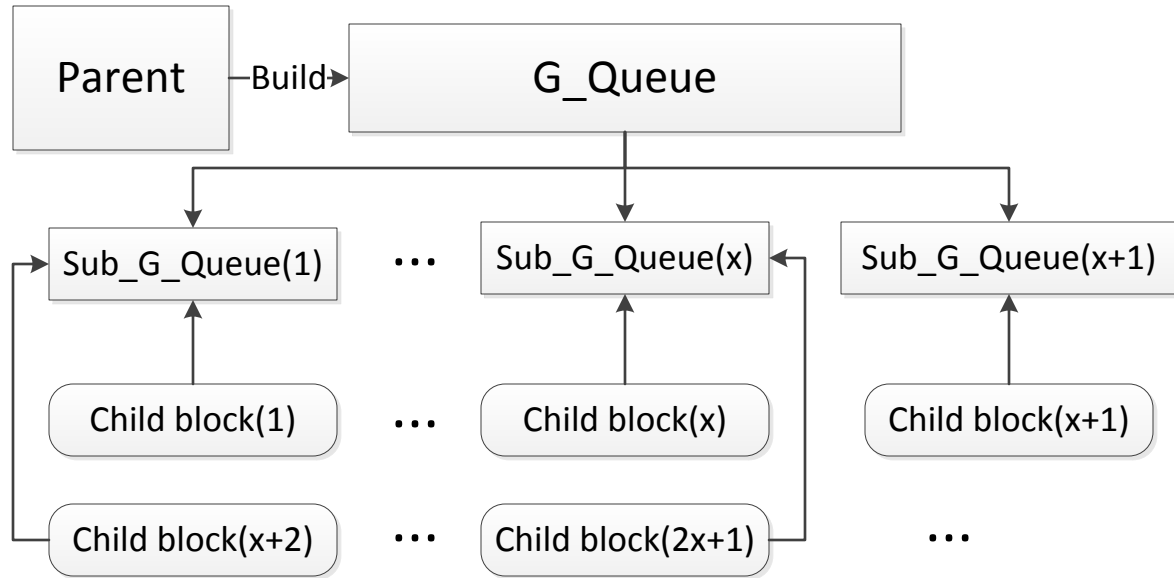 Parent
Build
G_Queue
Sub_G_Queue(1)
...
Sub_G_Queue(x)
Sub_G_Queue(x+1)
Child block(1)
...
Child block(x)
Child block(x+1)
Child block(x+2)
...
Child block(2x+1)
...